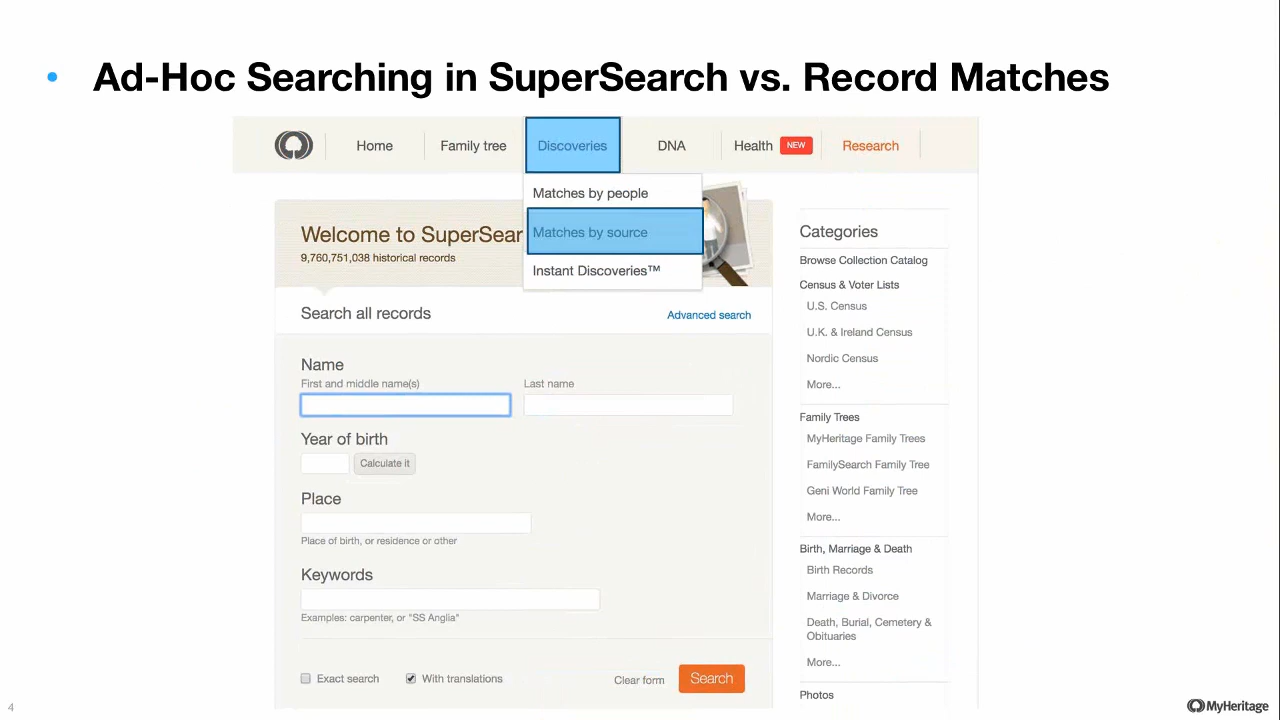 • Ad-Hoc Searching in SuperSearch vs. Record Matches
Home Family tree Discoveries DNA Health NEW Research
Matches by people
Matches by source
Instant Discoveries™
Welcome to SuperSear
9,760,751,038 historical records
Search all records Advanced search
Name
First and middle name(s) Last name
Year of birth
Calculate it
Place
Place of birth, or residence or other
Keywords
Examples: carpenter, or "SS Anglia"
Exact search With translations Clear form Search
Categories
Browse Collection Catalog
Census & Voter Lists
U.S. Census
U.K. & Ireland Census
Nordic Census
More...
Family Trees
MyHeritage Family Trees
FamilySearch Family Tree
Geni World Family Tree
More...
Birth, Marriage & Death
Birth Records
Marriage & Divorce
Death, Burial, Cemetery &
Obituaries
More...
Photos
4
MyHeritage